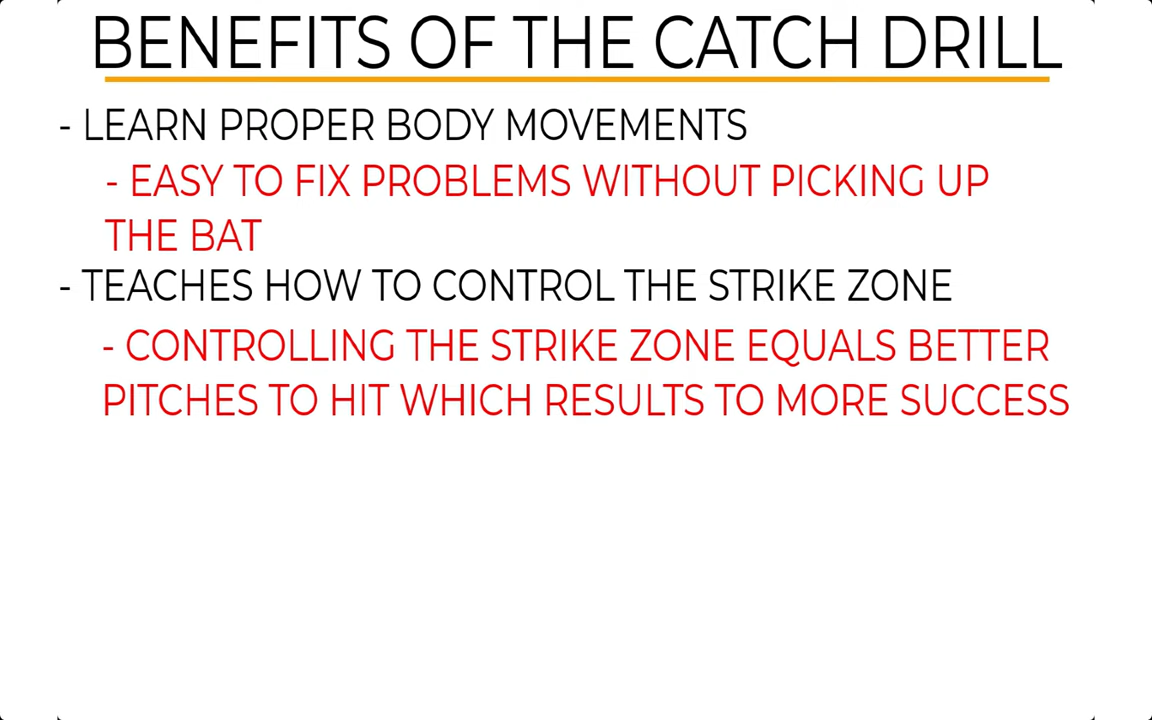 BENEFITS OF THE CATCH DRILL
- LEARN PROPER BODY MOVEMENTS
- EASY TO FIX PROBLEMS WITHOUT PICKING UP
THE BAT
- TEACHES HOW TO CONTROL THE STRIKE ZONE
- CONTROLLING THE STRIKE ZONE EQUALS BETTER
PITCHES TO HIT WHICH RESULTS TO MORE SUCCESS